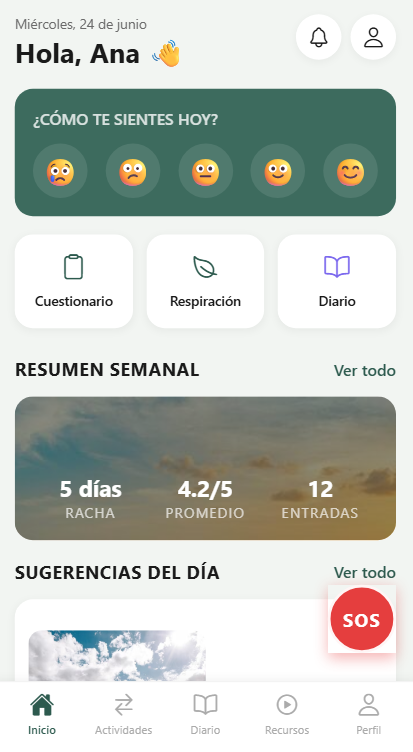 Miércoles, 24 de junio
Hola, Ana 👋
¿CÓMO TE SIENTES HOY?
Cuestionario
Respiración
Diario
RESUMEN SEMANAL
Ver todo
5 días
4.2/5
12
RACHA
PROMEDIO
ENTRADAS
SUGERENCIAS DEL DÍA
Ver todo
SOS
Inicio
Actividades
Diario
Recursos
Perfil